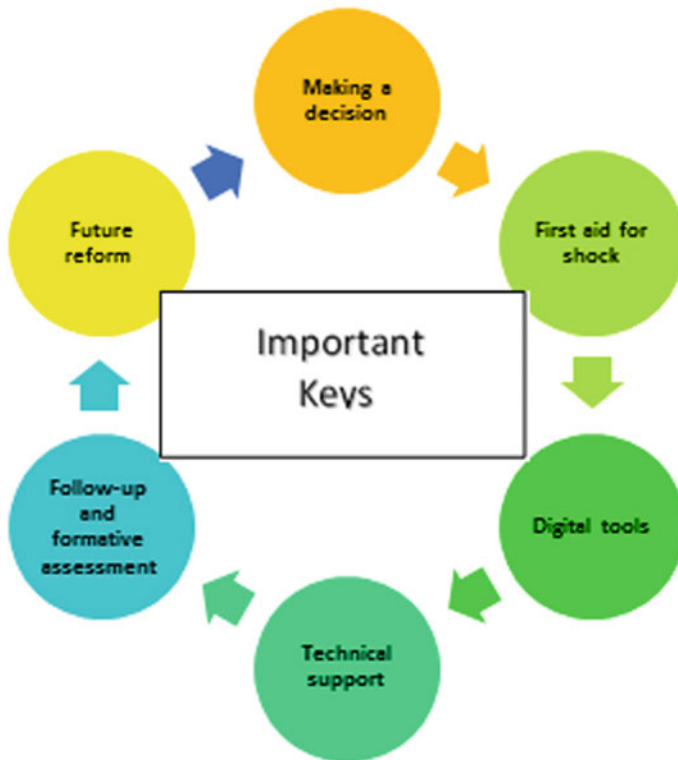 Making a
decision
First aid for
shock
Digital tools
Technical
support
Follow-up
and
formative
assessment
Future
reform
Important
Keys